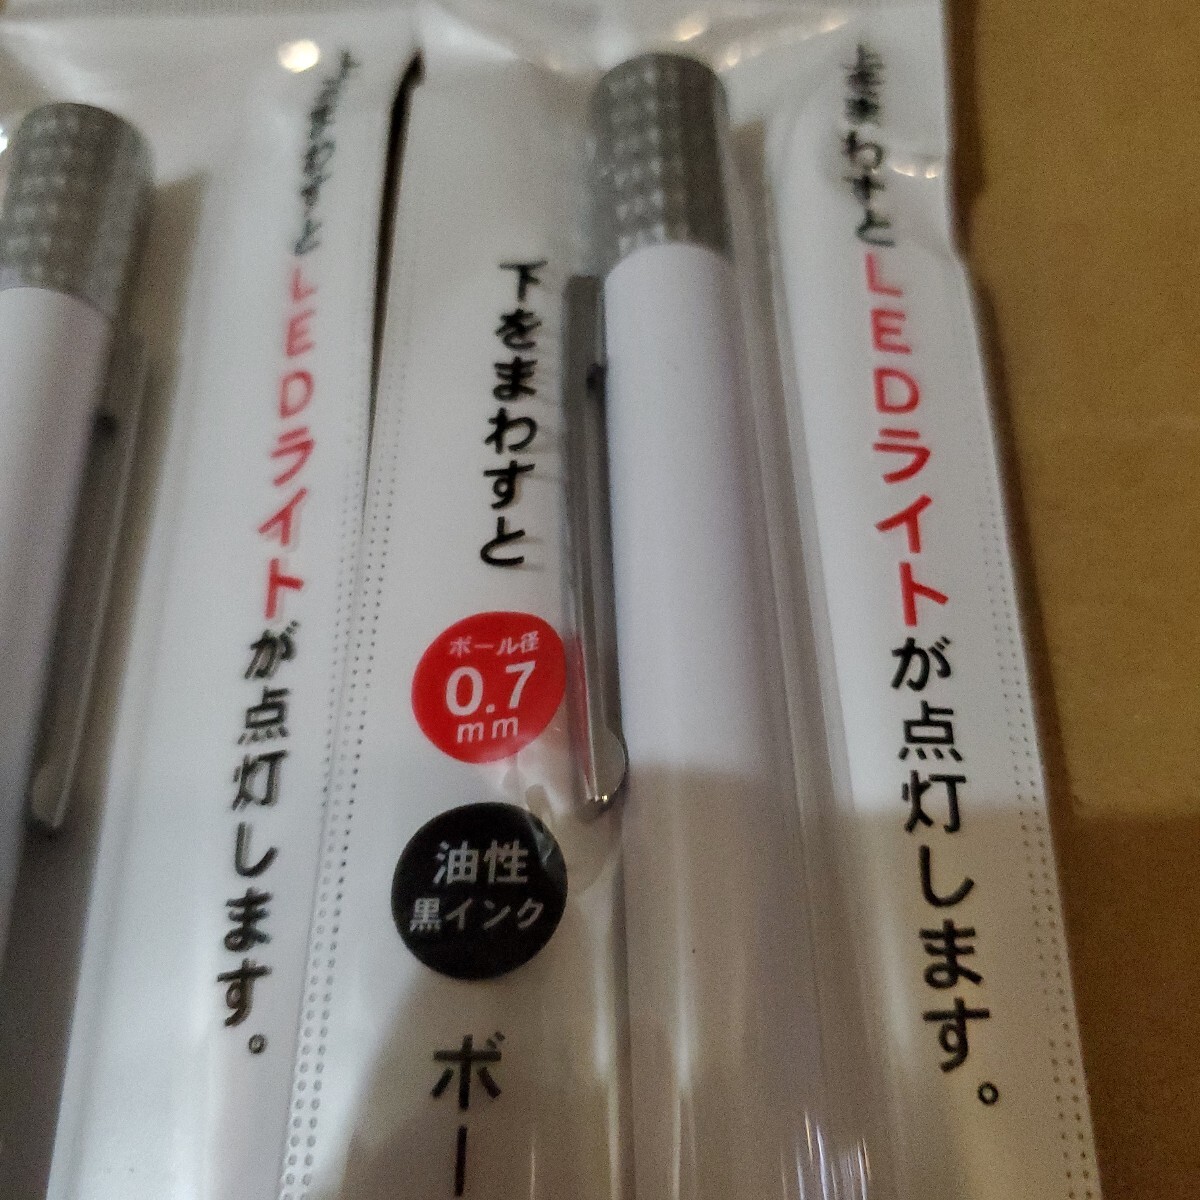 上をまわすとLEDライトが点灯します。
下をまわすと
ボール径
0.7
mm
油性
黒インク
ボー
上をまわすとLEDライトが点灯します。